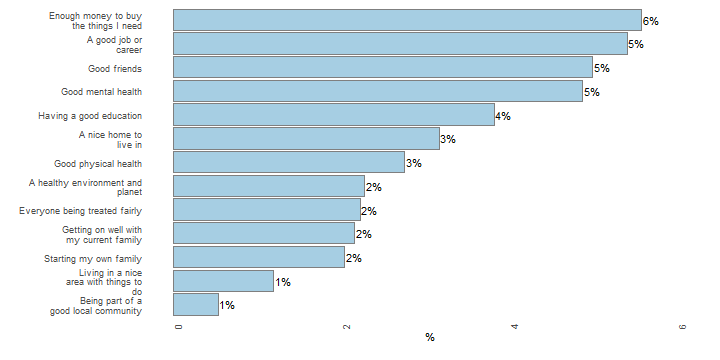 Enough money to buy
the things I need
6%
A good job or
career
5%
Good friends
5%
Good mental health
5%
Having a good education
4%
A nice home to
live in
3%
Good physical health
3%
A healthy environment and
planet
2%
Everyone being treated fairly
2%
Getting on well with
my current family
2%
Starting my own family
2%
Living in a nice
area with things to
do
1%
Being part of a
good local community
1%
0
2
4
6
%